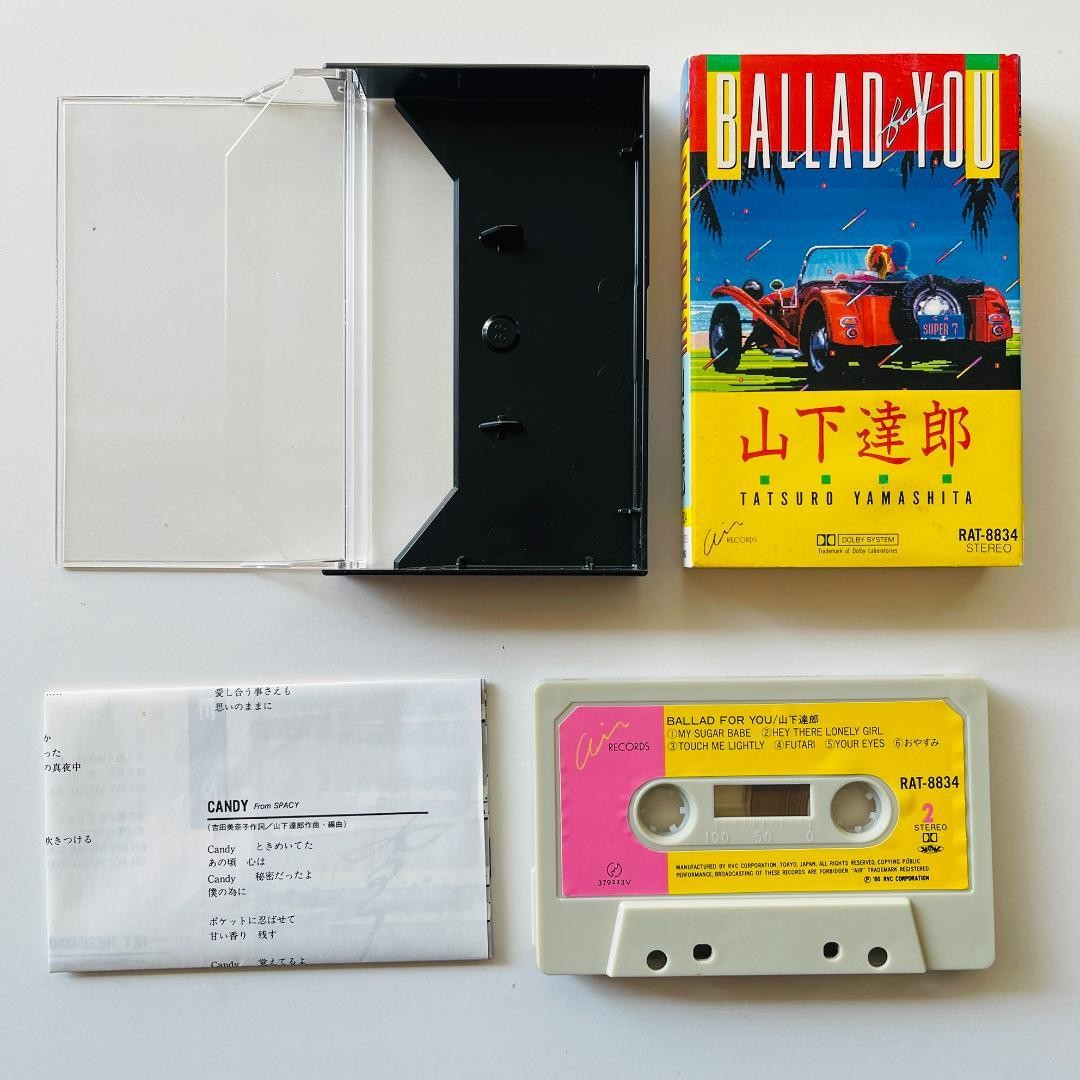 BALLAD for YOU
SUPER 7
山下達郎
TATSURO YAMASHITA
air RECORDS
DOLBY SYSTEM
Trademark of Dolby Laboratories
RAT-8834
STEREO
愛し合う事さえも
思いのままに
か
った
の真夜中
吹きつける
CANDY From SPACY
(吉田美奈子作詞/山下達郎作曲・編曲)
Candy ときめいてた
あの頃 心は
Candy 秘密だったよ
僕の為に
ポケットに忍ばせて
甘い香り 残す
Candy 覚えてるよ
air RECORDS
BALLAD FOR YOU/山下達郎
①MY SUGAR BABE ②HEY THERE LONELY GIRL
③TOUCH ME LIGHTLY ④FUTARI ⑤YOUR EYES ⑥おやすみ
RAT-8834
2
STEREO
100 50 0
379223V
MANUFACTURED BY RVC CORPORATION. TOKYO, JAPAN, ALL RIGHTS RESERVED, COPYING PUBLIC
PERFORMANCE, BROADCASTING OF THESE RECORDS ARE FORBIDDEN. "AIR" TRADEMARK REGISTERED.
Ⓟ '86 RVC CORPORATION